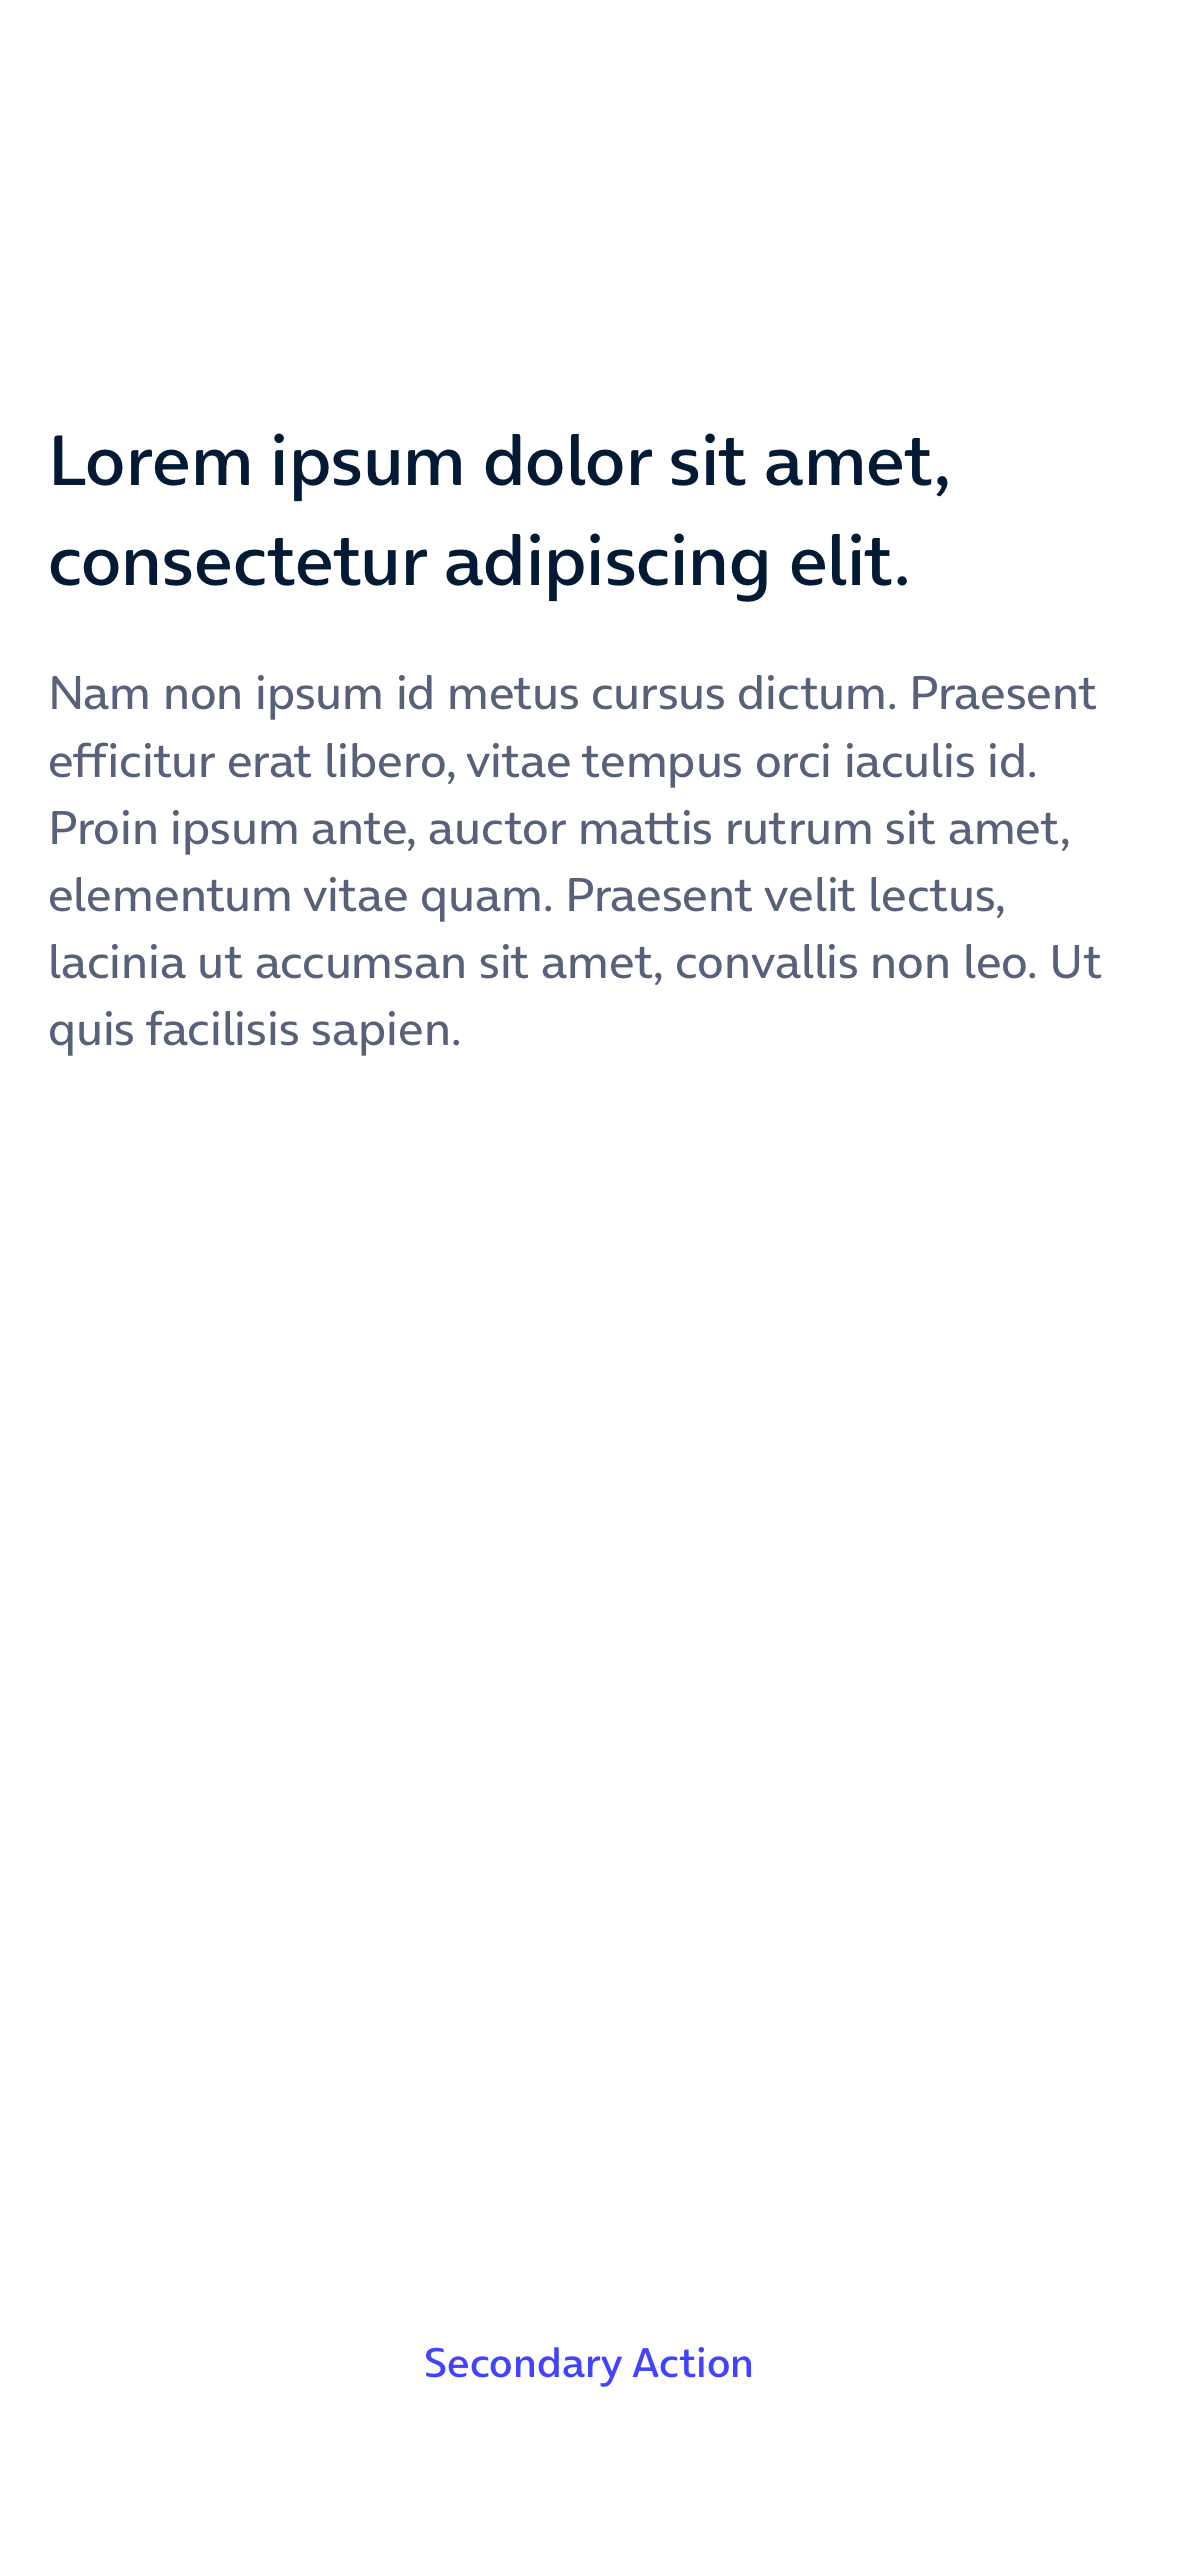 Lorem ipsum dolor sit amet,
consectetur adipiscing elit.
Nam non ipsum id metus cursus dictum. Praesent
efficitur erat libero, vitae tempus orci iaculis id.
Proin ipsum ante, auctor mattis rutrum sit amet,
elementum vitae quam. Praesent velit lectus,
lacinia ut accumsan sit amet, convallis non leo. Ut
quis facilisis sapien.
Secondary Action